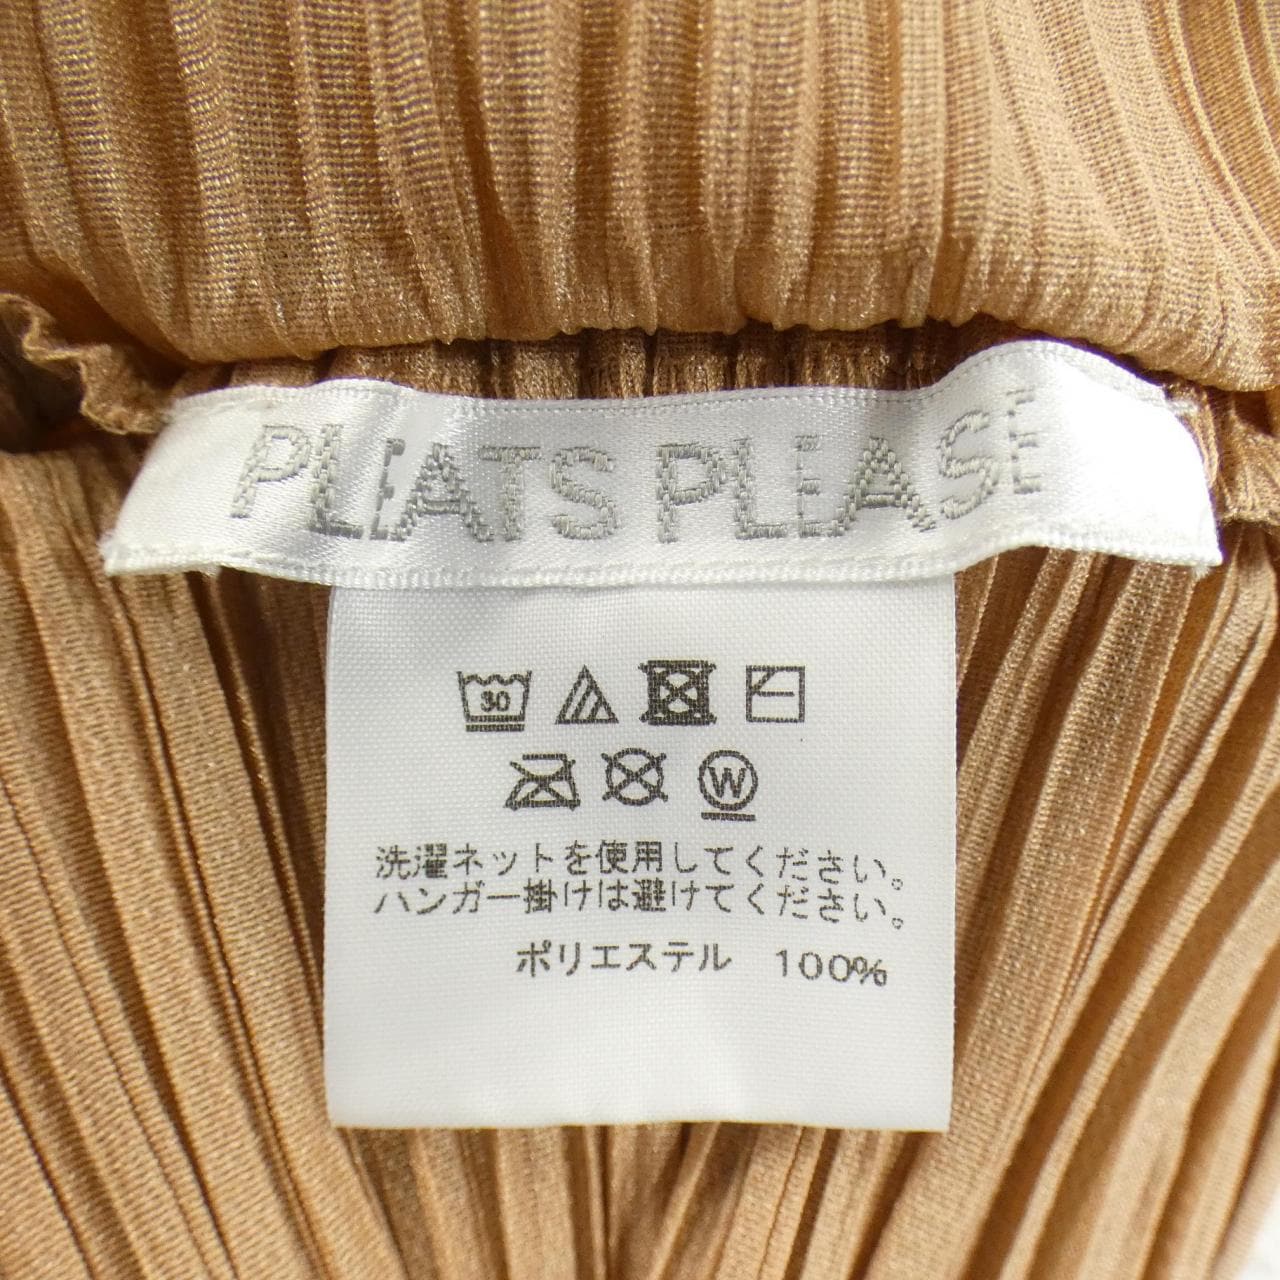 PLEATS PLEASE
30
W
洗濯ネットを使用してください。
ハンガー掛けは避けてください。
ポリエステル 100%